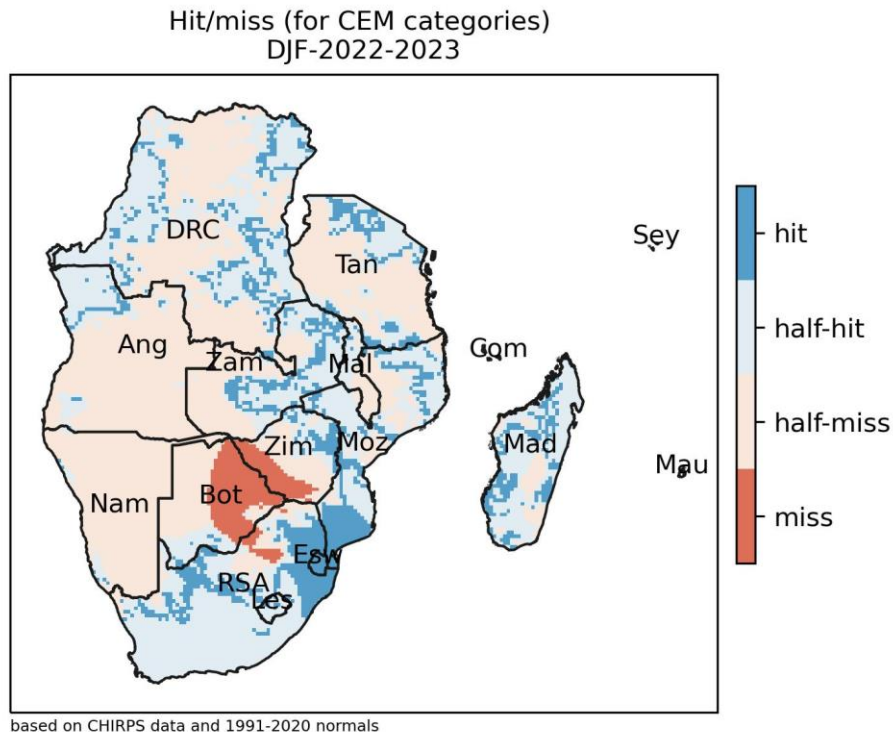 Hit/miss (for CEM categories)
DJF-2022-2023
DRC
Sey
Tan
Ang
Zam
Mal
Com
Zim
Moz
Mad
Mau
Nam
Bot
Esw
RSA
Les
hit
half-hit
half-miss
miss
based on CHIRPS data and 1991-2020 normals